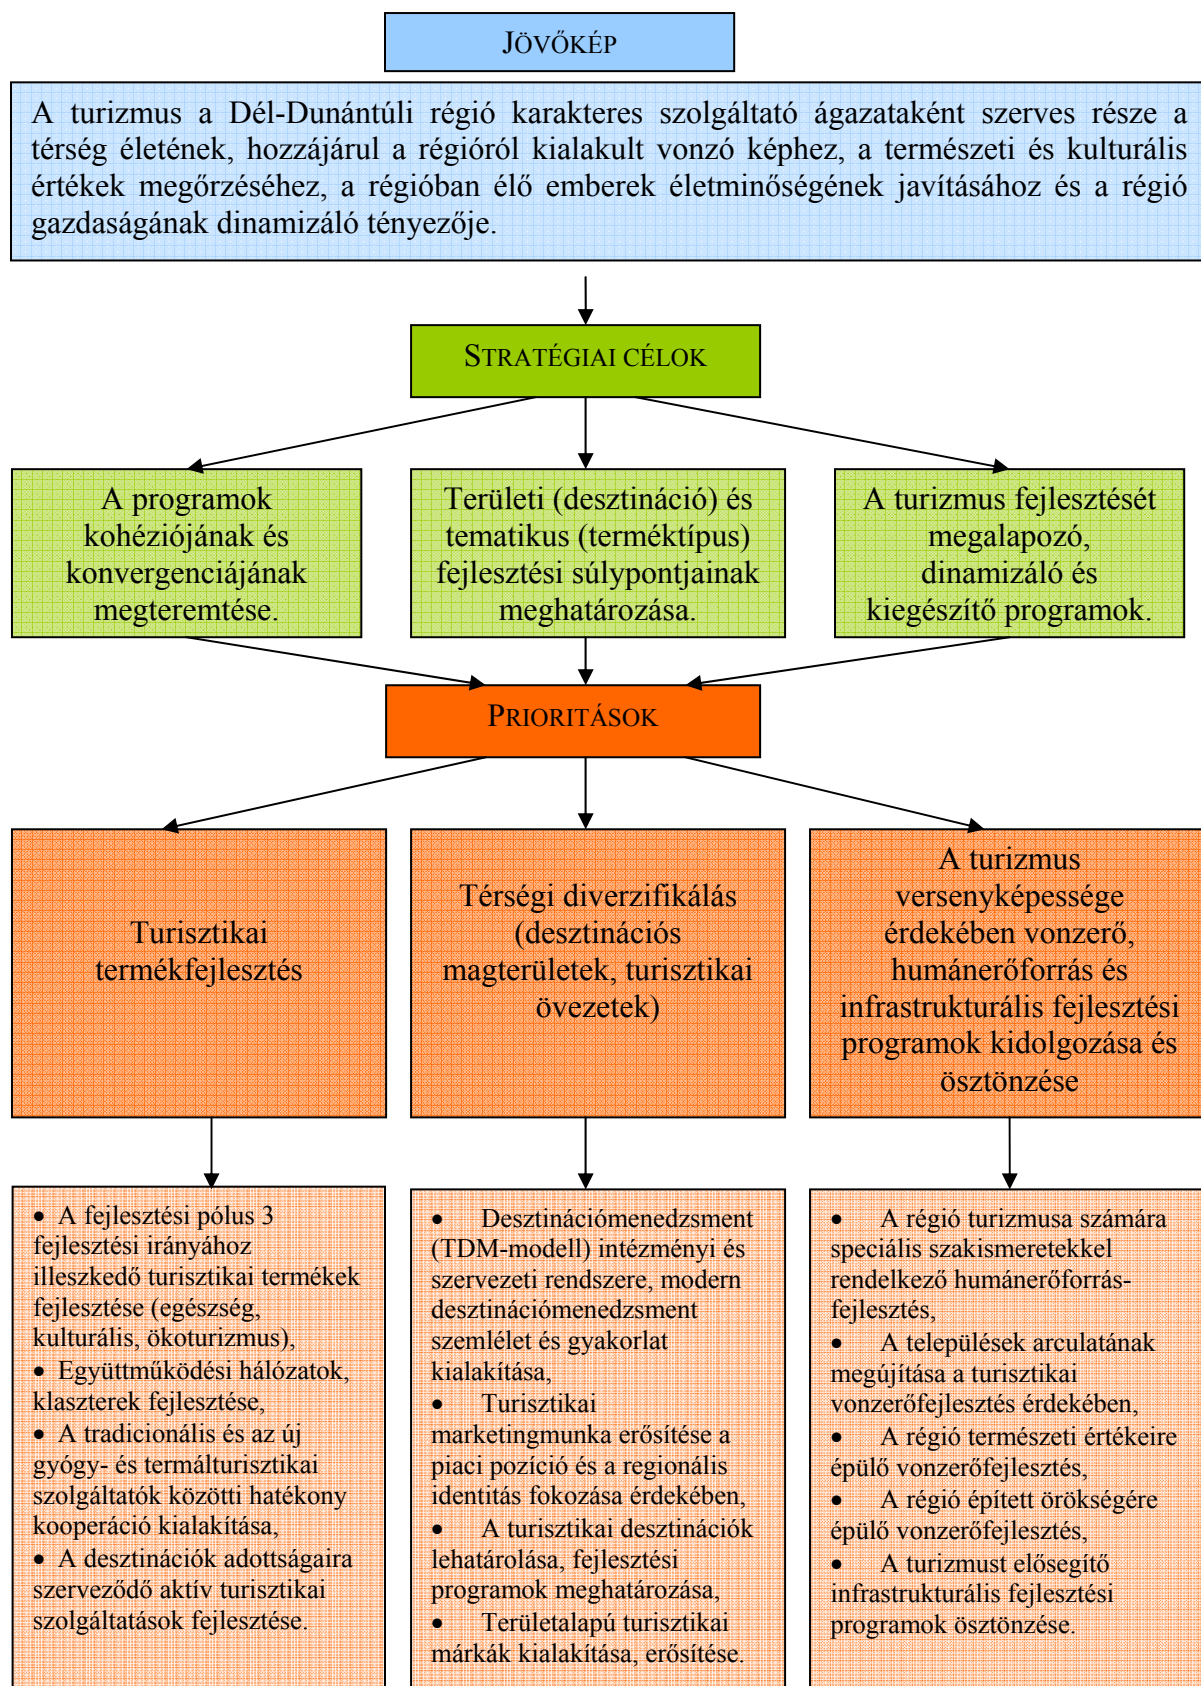 JÖVŐKÉP
A turizmus a Dél-Dunántúli régió karakteres szolgáltató ágazataként szerves része a
térség életének, hozzájárul a régióról kialakult vonzó képhez, a természeti és kulturális
értékek megőrzéséhez, a régióban élő emberek életminőségének javításához és a régió
gazdaságának dinamizáló tényezője.
STRATÉGIAI CÉLOK
A programok
kohéziójának és
konvergenciájának
megteremtése.
Területi (desztináció) és
tematikus (terméktípus)
fejlesztési súlypontjainak
meghatározása.
A turizmus fejlesztését
megalapozó,
dinamizáló és
kiegészítő programok.
PRIORITÁSOK
Turisztikai
termékfejlesztés
Térségi diverzifikálás
(desztinációs
magterületek, turisztikai
övezetek)
A turizmus
versenyképessége
érdekében vonzerő,
humánerőforrás és
infrastrukturális fejlesztési
programok kidolgozása és
ösztönzése
• A fejlesztési pólus 3
fejlesztési irányához
illeszkedő turisztikai termékek
fejlesztése (egészség,
kulturális, ökoturizmus),
• Együttműködési hálózatok,
klaszterek fejlesztése,
• A tradicionális és az új
gyógy- és termálturisztikai
szolgáltatók közötti hatékony
kooperáció kialakítása,
• A desztinációk adottságaira
szerveződő aktív turisztikai
szolgáltatások fejlesztése.
• Desztinációmenedzsment
(TDM-modell) intézményi és
szervezeti rendszere, modern
desztinációmenedzsment
szemlélet és gyakorlat
kialakítása,
• Turisztikai
marketingmunka erősítése a
piaci pozíció és a regionális
identitás fokozása érdekében,
• A turisztikai desztinációk
lehatárolása, fejlesztési
programok meghatározása,
• Területalapú turisztikai
márkák kialakítása, erősítése.
• A régió turizmusa számára
speciális szakismeretekkel
rendelkező humánerőforrás-
fejlesztés,
• A települések arculatának
megújítása a turisztikai
vonzerőfejlesztés érdekében,
• A régió természeti értékeire
épülő vonzerőfejlesztés,
• A régió épített örökségére
épülő vonzerőfejlesztés,
• A turizmust elősegítő
infrastrukturális fejlesztési
programok ösztönzése.